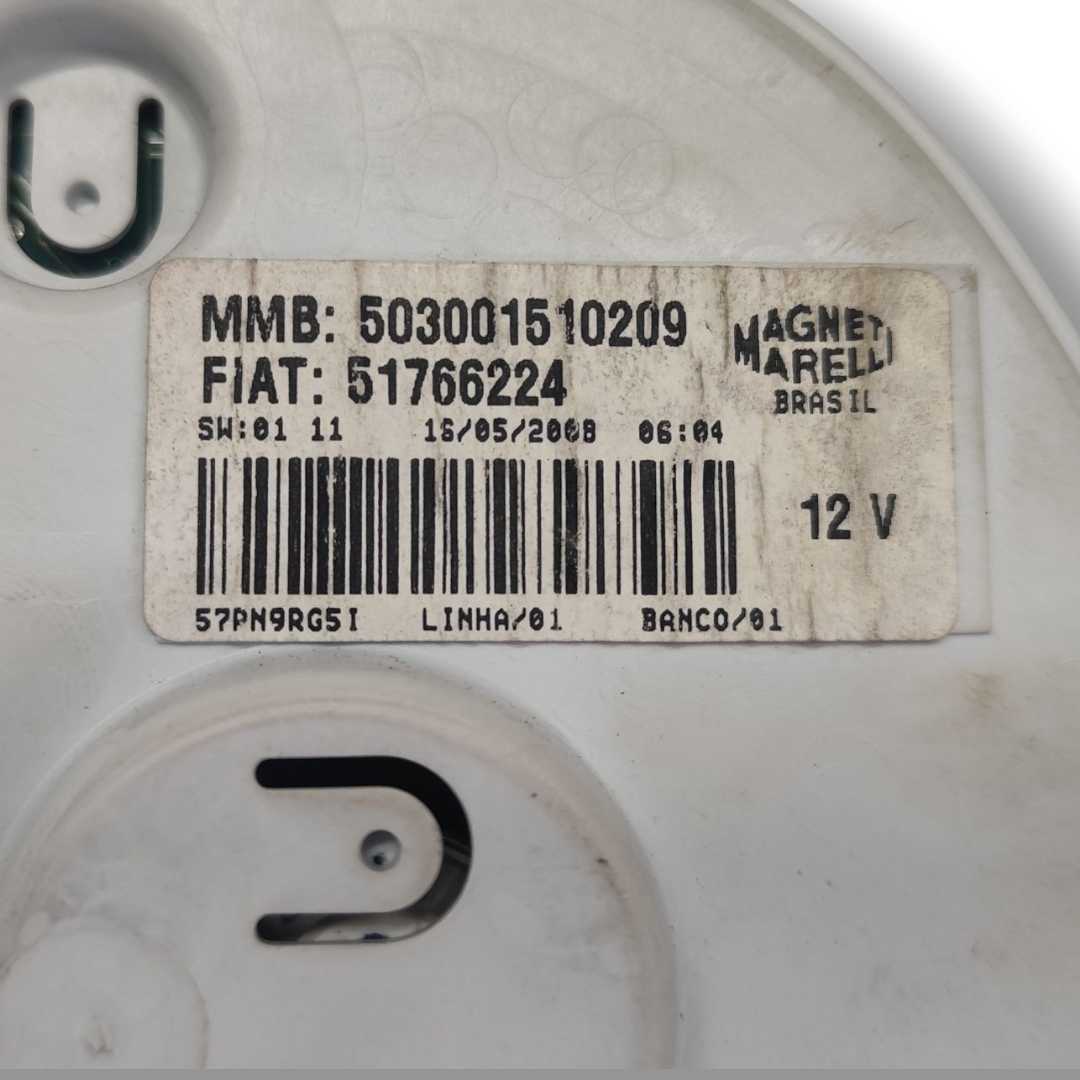 MMB: 503001510209
FIAT: 51766224
MAGNETI
MARELLI
BRASIL
SW:01 11 16/05/2008 06:04
12 V
57PN9RG5I LINHA/01 BANCO/01